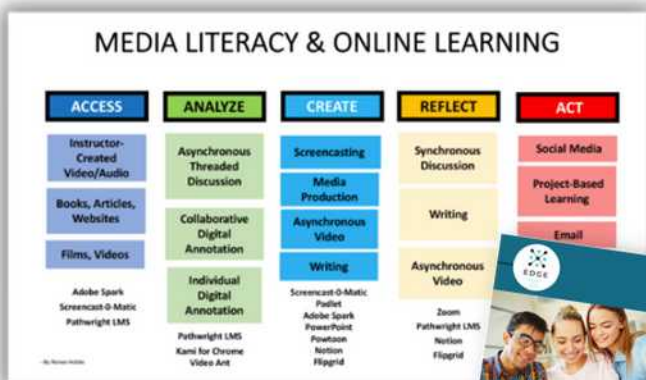 MEDIA LITERACY & ONLINE LEARNING
ACCESS
Instructor-
Created
Video/Audio
Books, Articles,
Websites
Films, Videos
Adobe Spark
Screencast-O-Matic
Pathwright LMS
ANALYZE
Asynchronous
Threaded
Discussion
Collaborative
Digital
Annotation
Individual
Digital
Annotation
Pathwright LMS
Kami for Chrome
Video Ant
CREATE
Screencasting
Media
Production
Asynchronous
Video
Writing
Screencast-O-Matic
Padlet
Adobe Spark
PowerPoint
Powtoon
Notion
Flipgrid
REFLECT
Synchronous
Discussion
Writing
Asynchronous
Video
Zoom
Pathwright LMS
Notion
Flipgrid
ACT
Social Media
Project-Based
Learning
Email
EDGE
- By Renee Hobbs